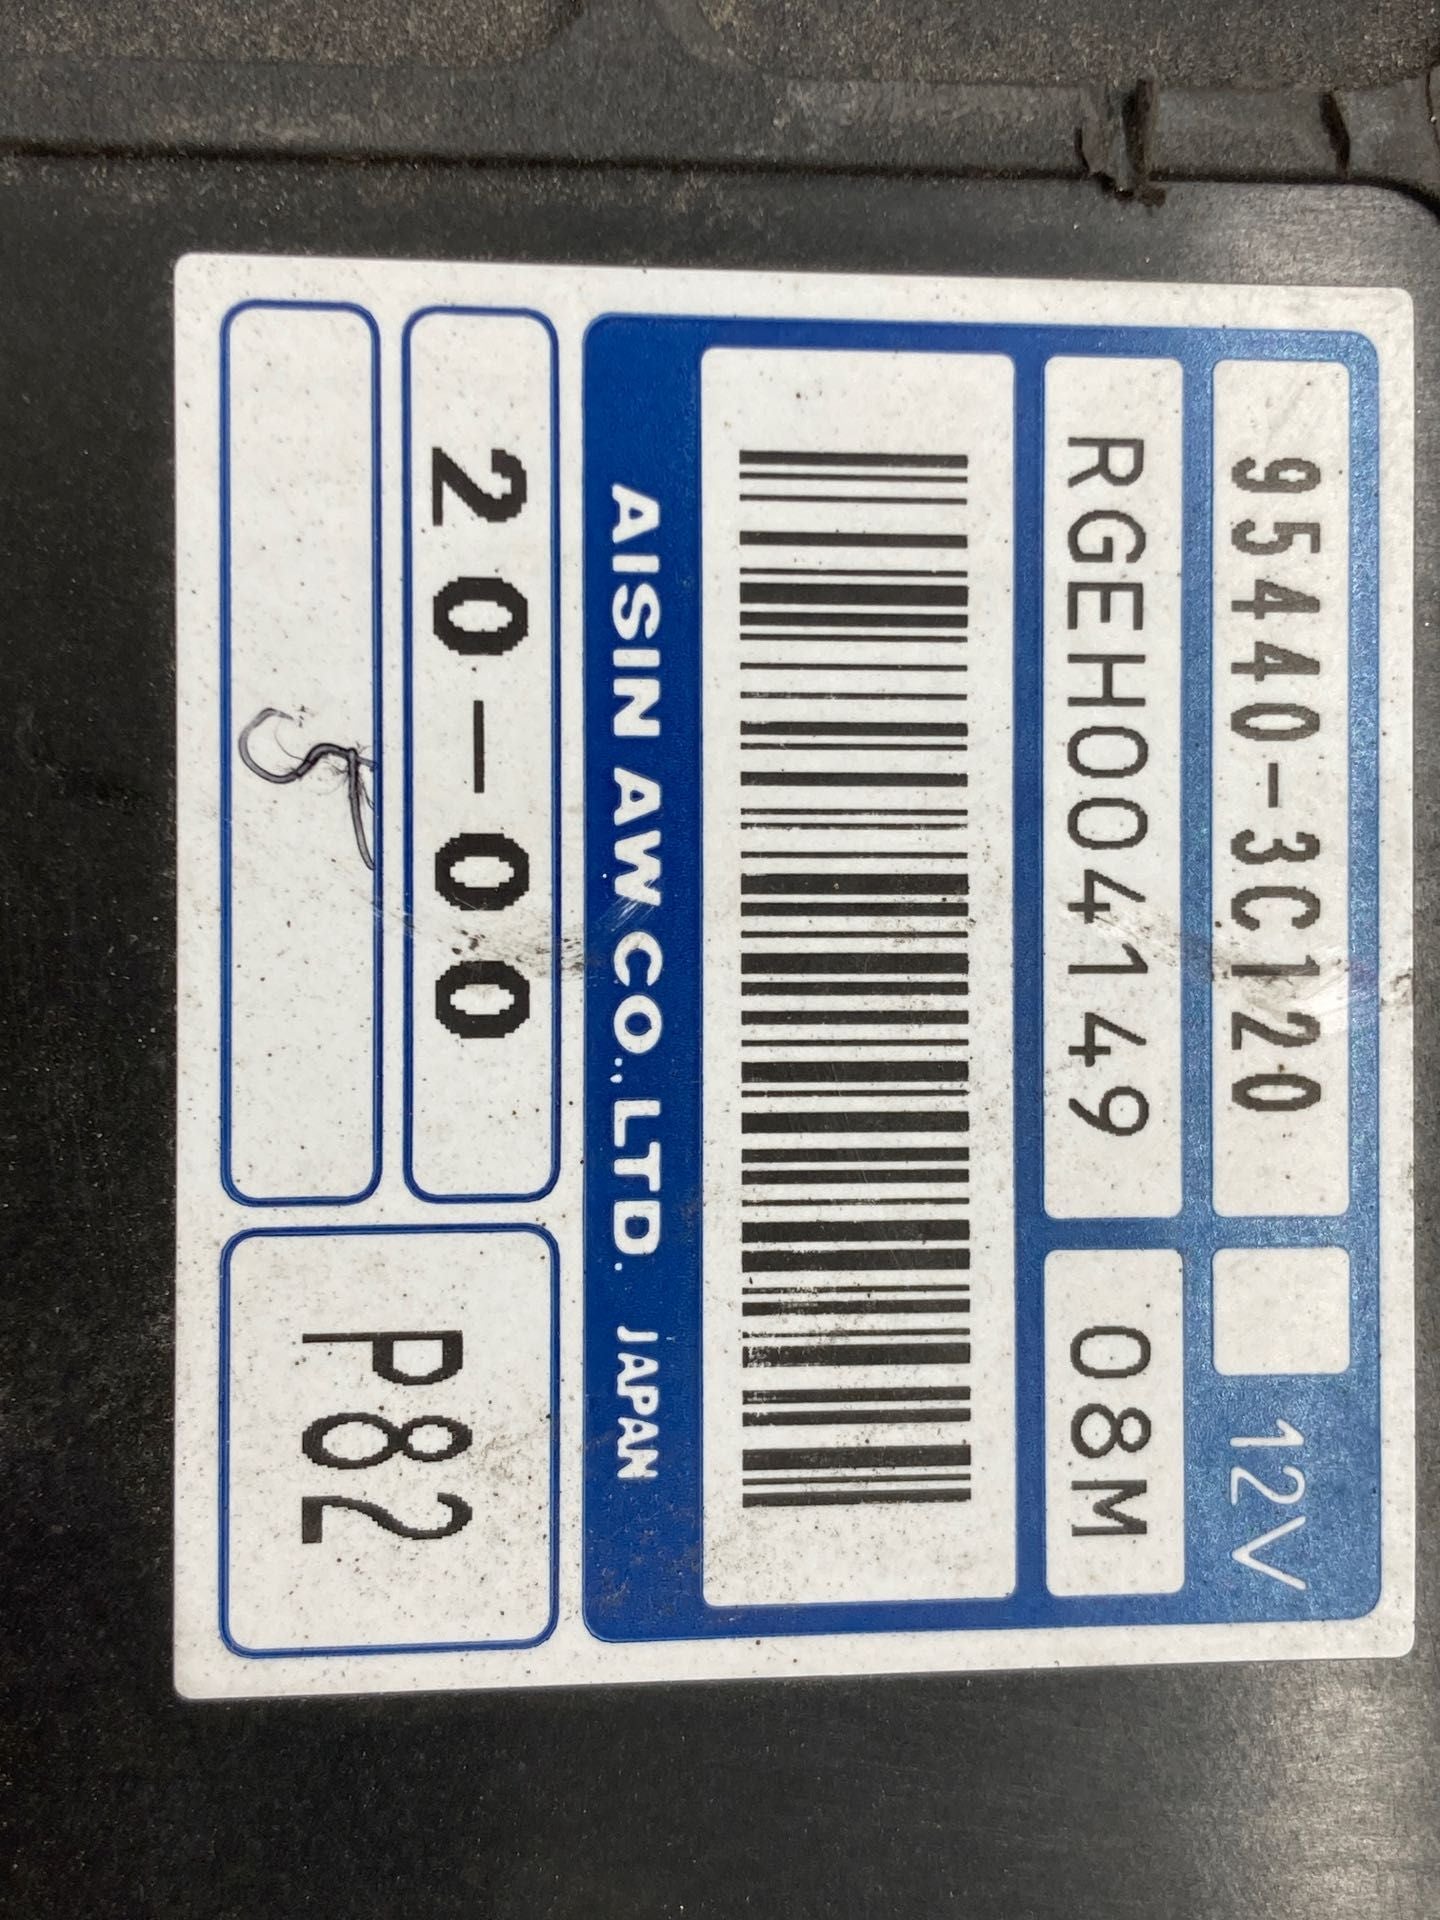 95440-3C120 12V
RGEH004149 08M
AISIN AW CO., LTD. JAPAN
20-00
P82